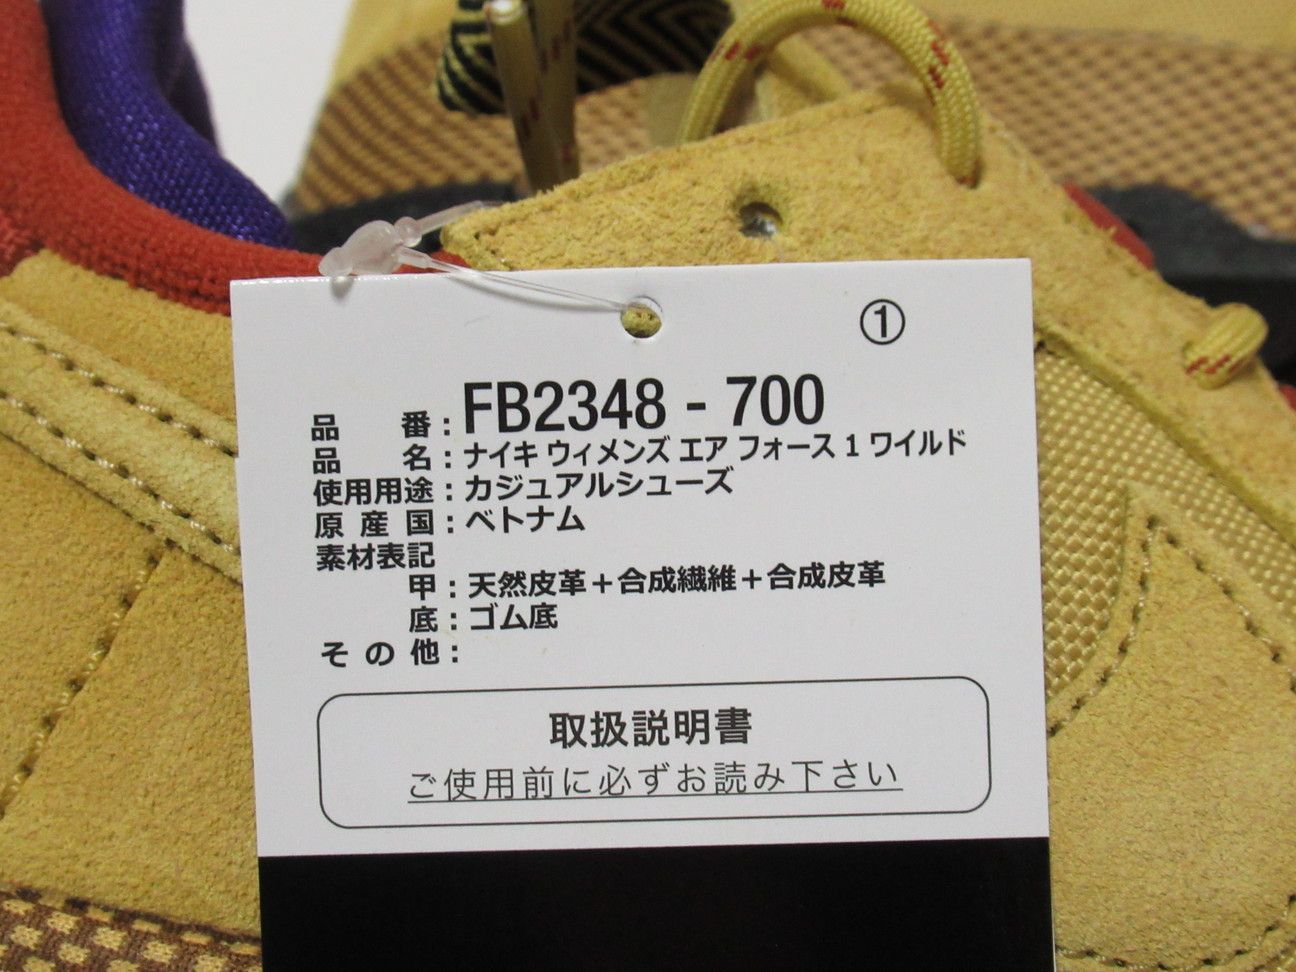 ①
品番：FB2348 - 700
品名：ナイキ ウィメンズ エア フォース 1 ワイルド
使用用途：カジュアルシューズ
原産国：ベトナム
素材表記
甲：天然皮革＋合成繊維＋合成皮革
底：ゴム底
その他：
取扱説明書
ご使用前に必ずお読み下さい